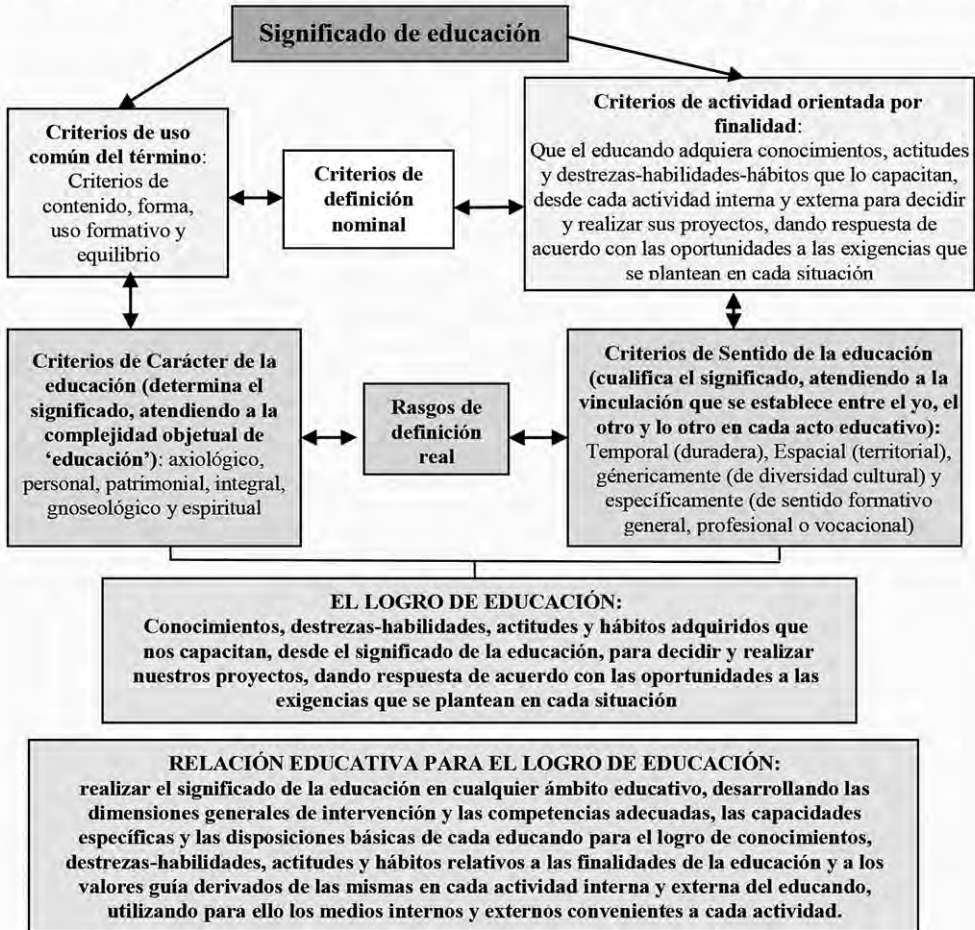 Significado de educación
Criterios de uso
común del término:
Criterios de
contenido, forma,
uso formativo y
equilibrio
Criterios de
definición
nominal
Criterios de actividad orientada por
finalidad:
Que el educando adquiera conocimientos, actitudes
y destrezas-habilidades-hábitos que lo capacitan,
desde cada actividad interna y externa para decidir
y realizar sus proyectos, dando respuesta de
acuerdo con las oportunidades a las exigencias que
se plantean en cada situación
Criterios de Carácter de la
educación (determina el
significado, atendiendo a la
complejidad objetual de
‘educación’): axiológico,
personal, patrimonial, integral,
gnoseológico y espiritual
Rasgos de
definición
real
Criterios de Sentido de la educación
(cualifica el significado, atendiendo a la
vinculación que se establece entre el yo, el
otro y lo otro en cada acto educativo):
Temporal (duradera), Espacial (territorial),
génericamente (de diversidad cultural) y
específicamente (de sentido formativo
general, profesional o vocacional)
EL LOGRO DE EDUCACIÓN:
Conocimientos, destrezas-habilidades, actitudes y hábitos adquiridos que
nos capacitan, desde el significado de la educación, para decidir y realizar
nuestros proyectos, dando respuesta de acuerdo con las oportunidades a las
exigencias que se plantean en cada situación
RELACIÓN EDUCATIVA PARA EL LOGRO DE EDUCACIÓN:
realizar el significado de la educación en cualquier ámbito educativo, desarrollando las
dimensiones generales de intervención y las competencias adecuadas, las capacidades
específicas y las disposiciones básicas de cada educando para el logro de conocimientos,
destrezas-habilidades, actitudes y hábitos relativos a las finalidades de la educación y a los
valores guía derivados de las mismas en cada actividad interna y externa del educando,
utilizando para ello los medios internos y externos convenientes a cada actividad.